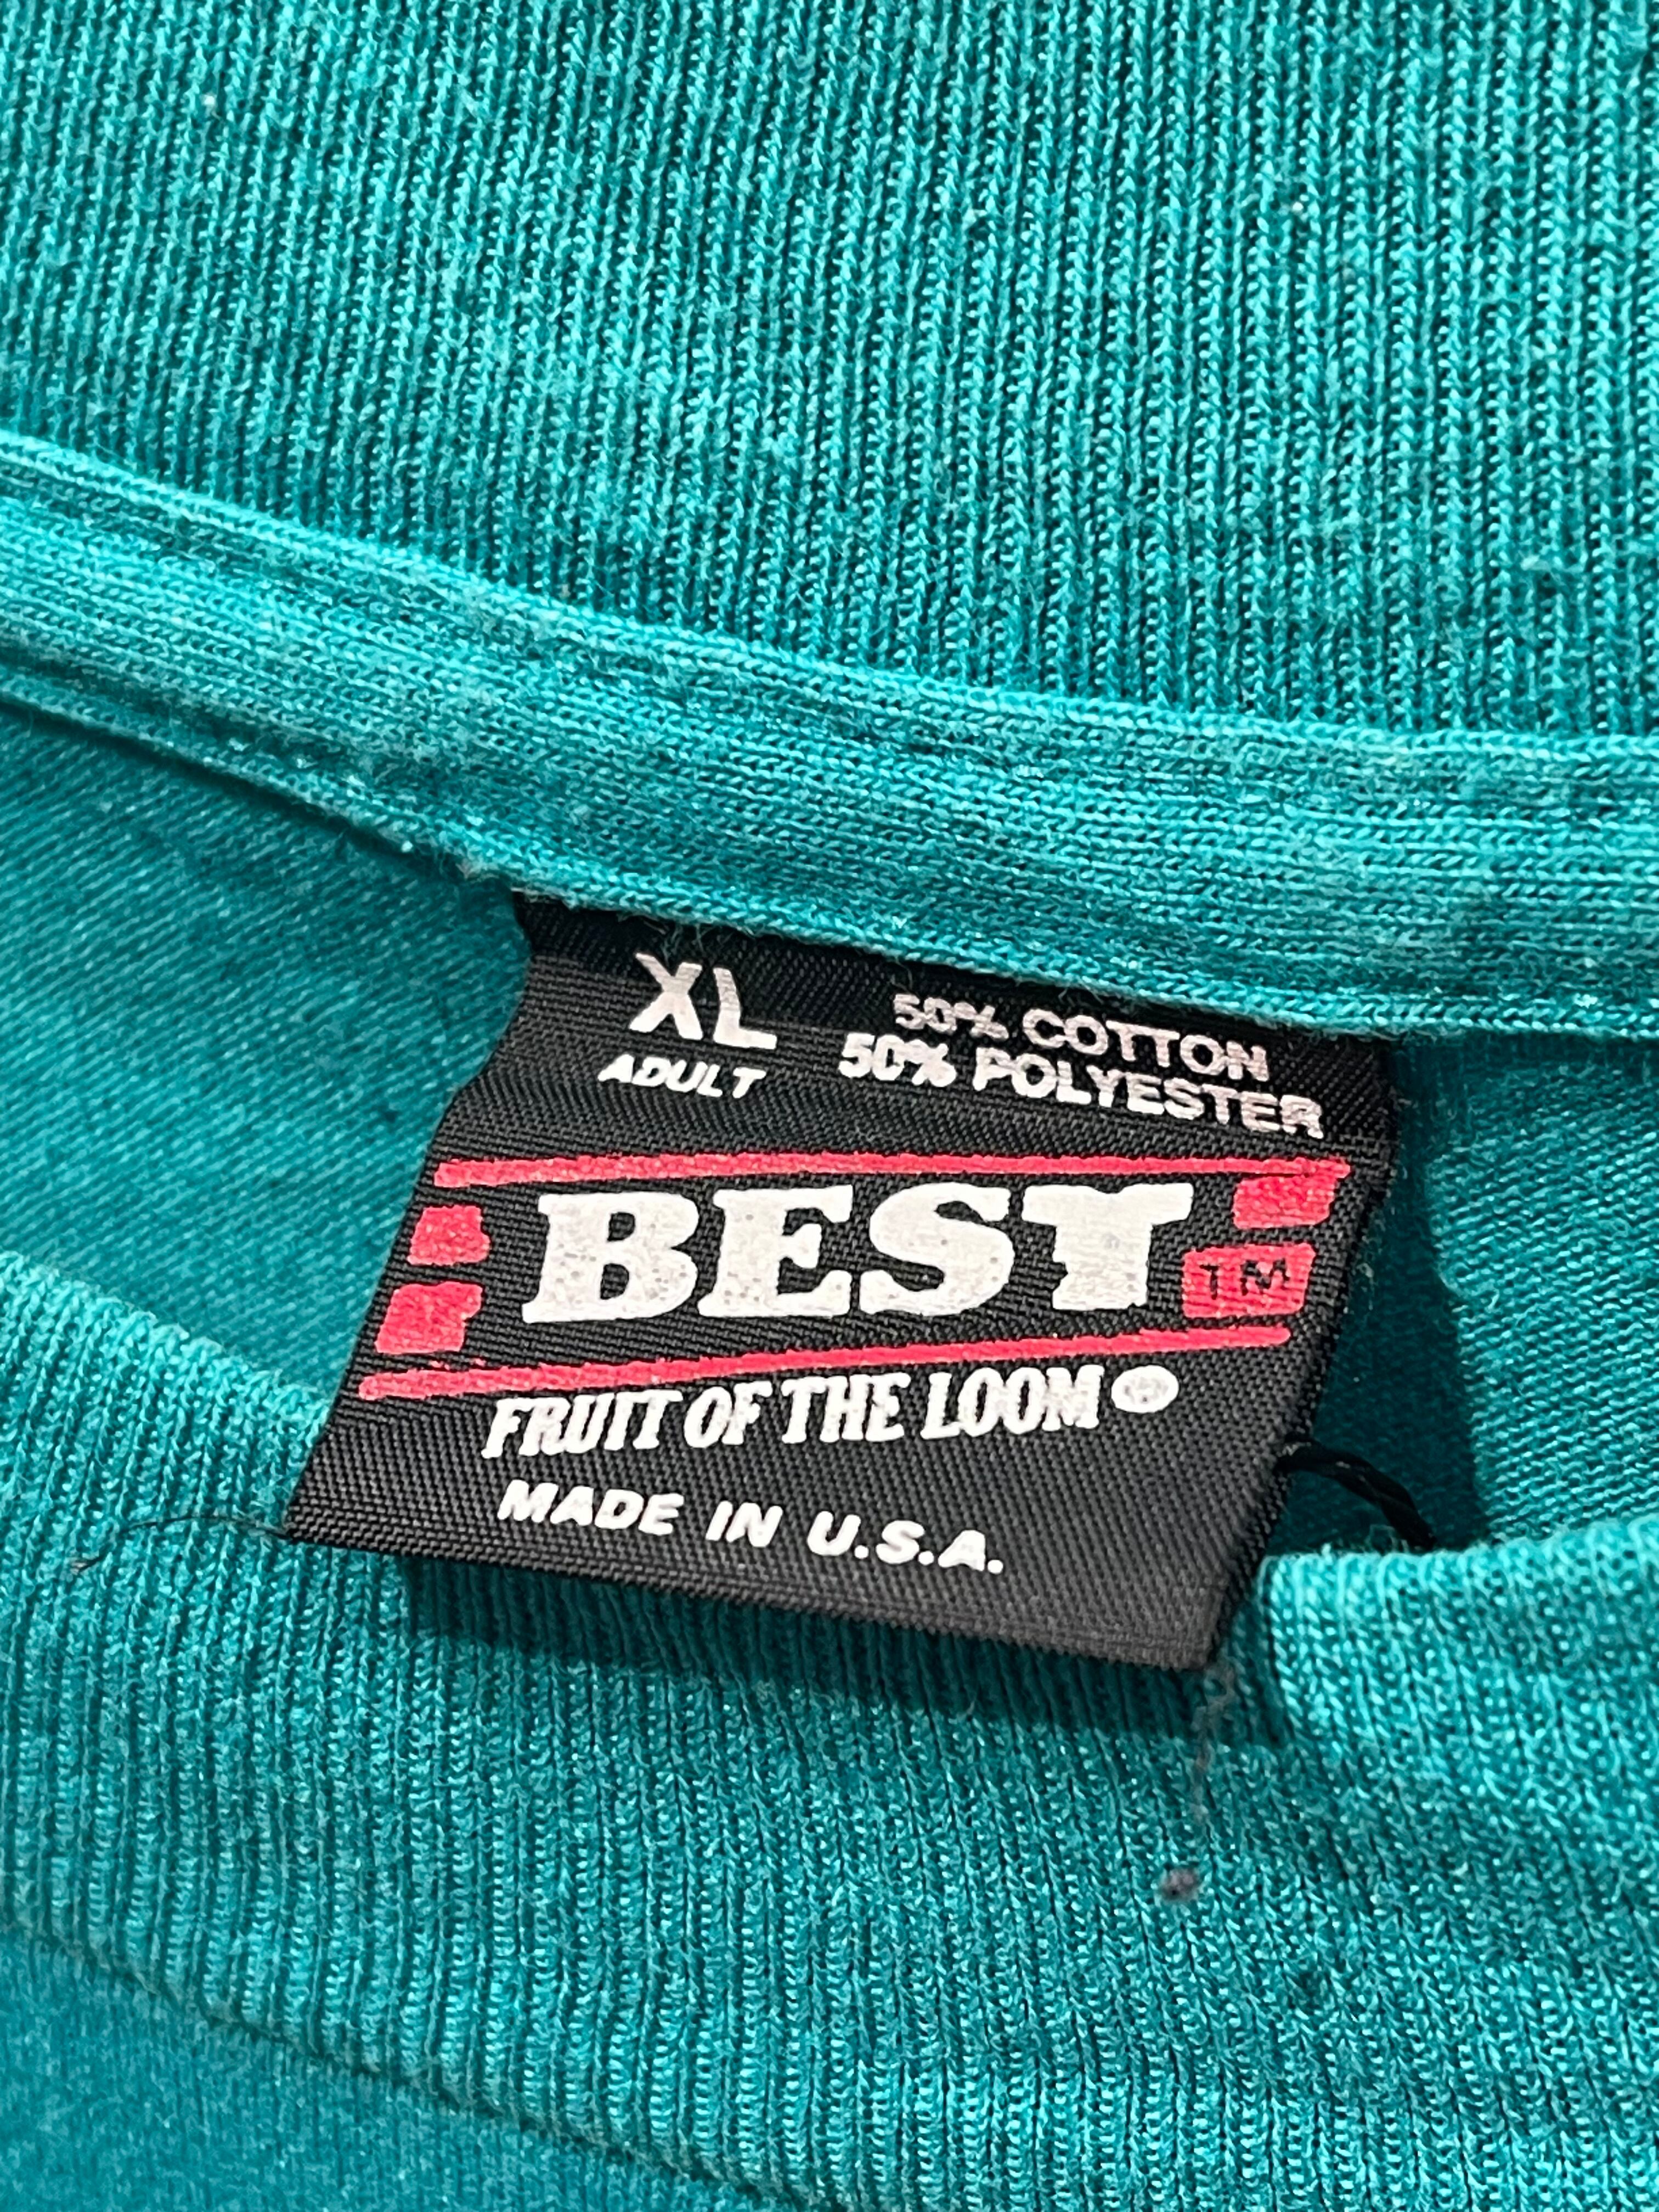 XL
ADULT
50% COTTON
50% POLYESTER
BEST
TM
FRUIT OF THE LOOM®
MADE IN U.S.A.